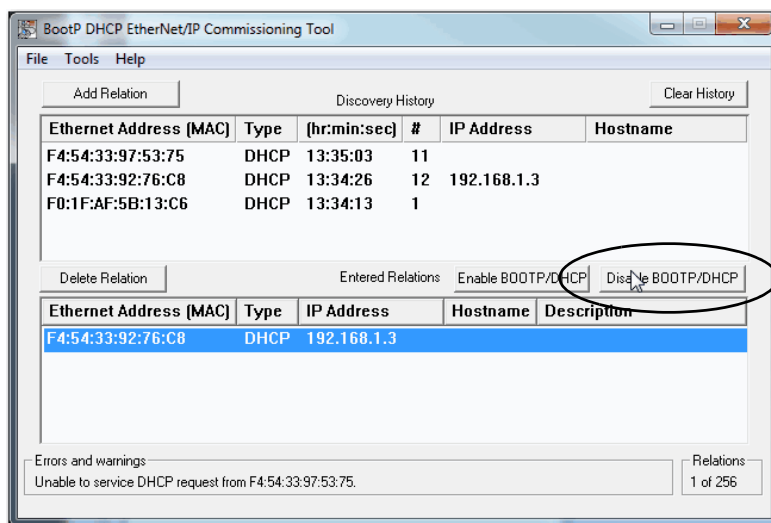 BootP DHCP EtherNet/IP Commissioning Tool
File Tools Help
Add Relation Discovery History Clear History
Ethernet Address (MAC) Type (hr:min:sec) # IP Address Hostname
F4:54:33:97:53:75 DHCP 13:35:03 11
F4:54:33:92:76:C8 DHCP 13:34:26 12 192.168.1.3
F0:1F:AF:5B:13:C6 DHCP 13:34:13 1
Delete Relation Entered Relations Enable BOOTP/DHCP Disable BOOTP/DHCP
Ethernet Address (MAC) Type IP Address Hostname Description
F4:54:33:92:76:C8 DHCP 192.168.1.3
Errors and warnings Relations
Unable to service DHCP request from F4:54:33:97:53:75. 1 of 256